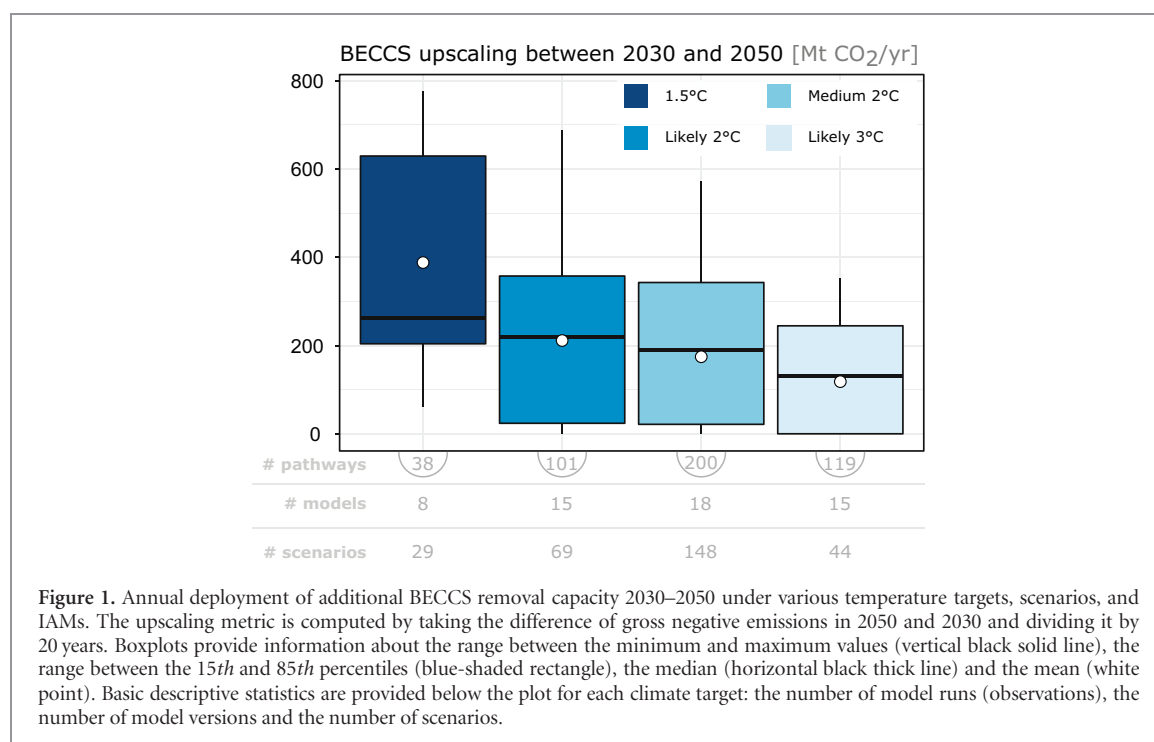 BECCS upscaling between 2030 and 2050 [Mt CO2/yr]
800
600
400
200
0
1.5°C
Medium 2°C
Likely 2°C
Likely 3°C
# pathways 38 101 200 119
# models 8 15 18 15
# scenarios 29 69 148 44
Figure 1. Annual deployment of additional BECCS removal capacity 2030–2050 under various temperature targets, scenarios, and
IAMs. The upscaling metric is computed by taking the difference of gross negative emissions in 2050 and 2030 and dividing it by
20 years. Boxplots provide information about the range between the minimum and maximum values (vertical black solid line), the
range between the 15th and 85th percentiles (blue-shaded rectangle), the median (horizontal black thick line) and the mean (white
point). Basic descriptive statistics are provided below the plot for each climate target: the number of model runs (observations), the
number of model versions and the number of scenarios.